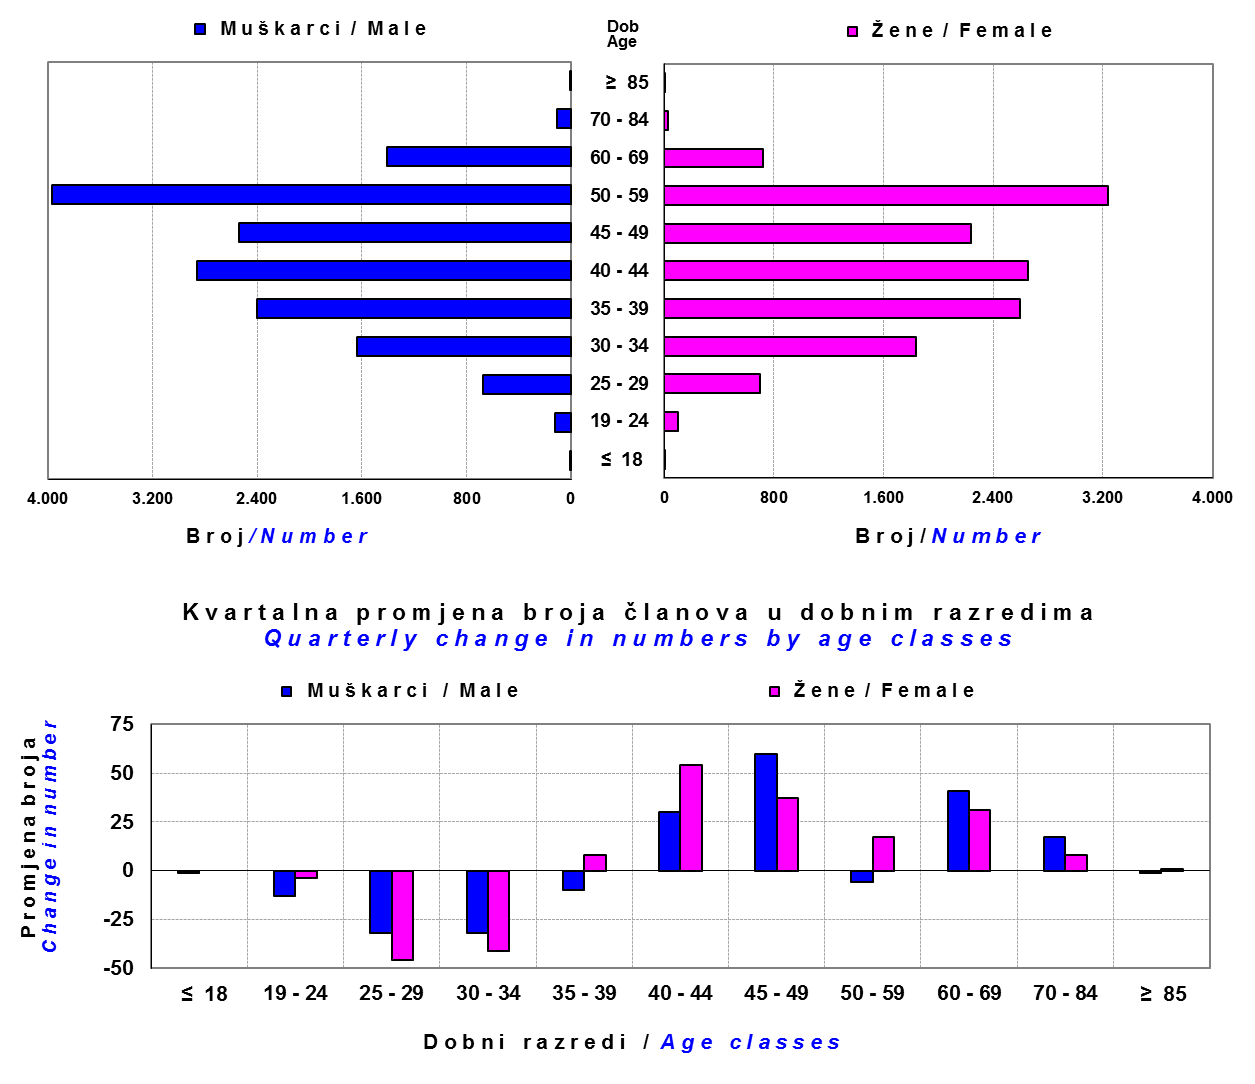 Muškarci / Male
Dob
Age
Žene / Female
≥ 85
70 - 84
60 - 69
50 - 59
45 - 49
40 - 44
35 - 39
30 - 34
25 - 29
19 - 24
≤ 18
4.000 3.200 2.400 1.600 800 0
0 800 1.600 2.400 3.200 4.000
Broj/Number
Broj/Number
Kvartalna promjena broja članova u dobnim razredima
Quarterly change in numbers by age classes
Muškarci / Male
Žene / Female
Promjena broja
Change in number
75
50
25
0
-25
-50
≤ 18 19 - 24 25 - 29 30 - 34 35 - 39 40 - 44 45 - 49 50 - 59 60 - 69 70 - 84 ≥ 85
Dobni razredi / Age classes